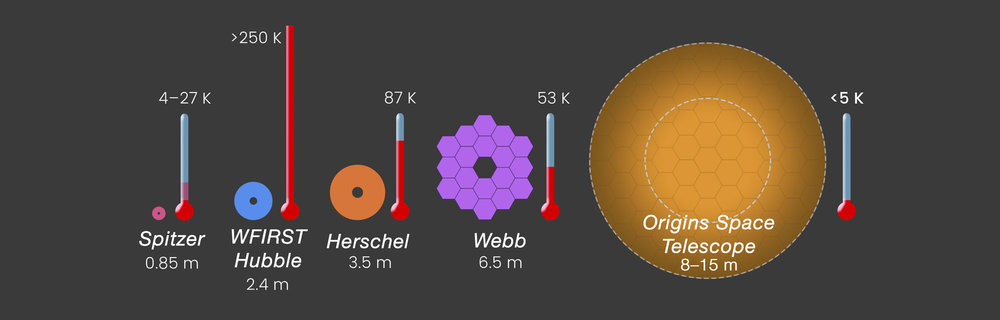 4–27 K
Spitzer
0.85 m
>250 K
WFIRST
Hubble
2.4 m
87 K
Herschel
3.5 m
53 K
Webb
6.5 m
<5 K
Origins Space
Telescope
8–15 m